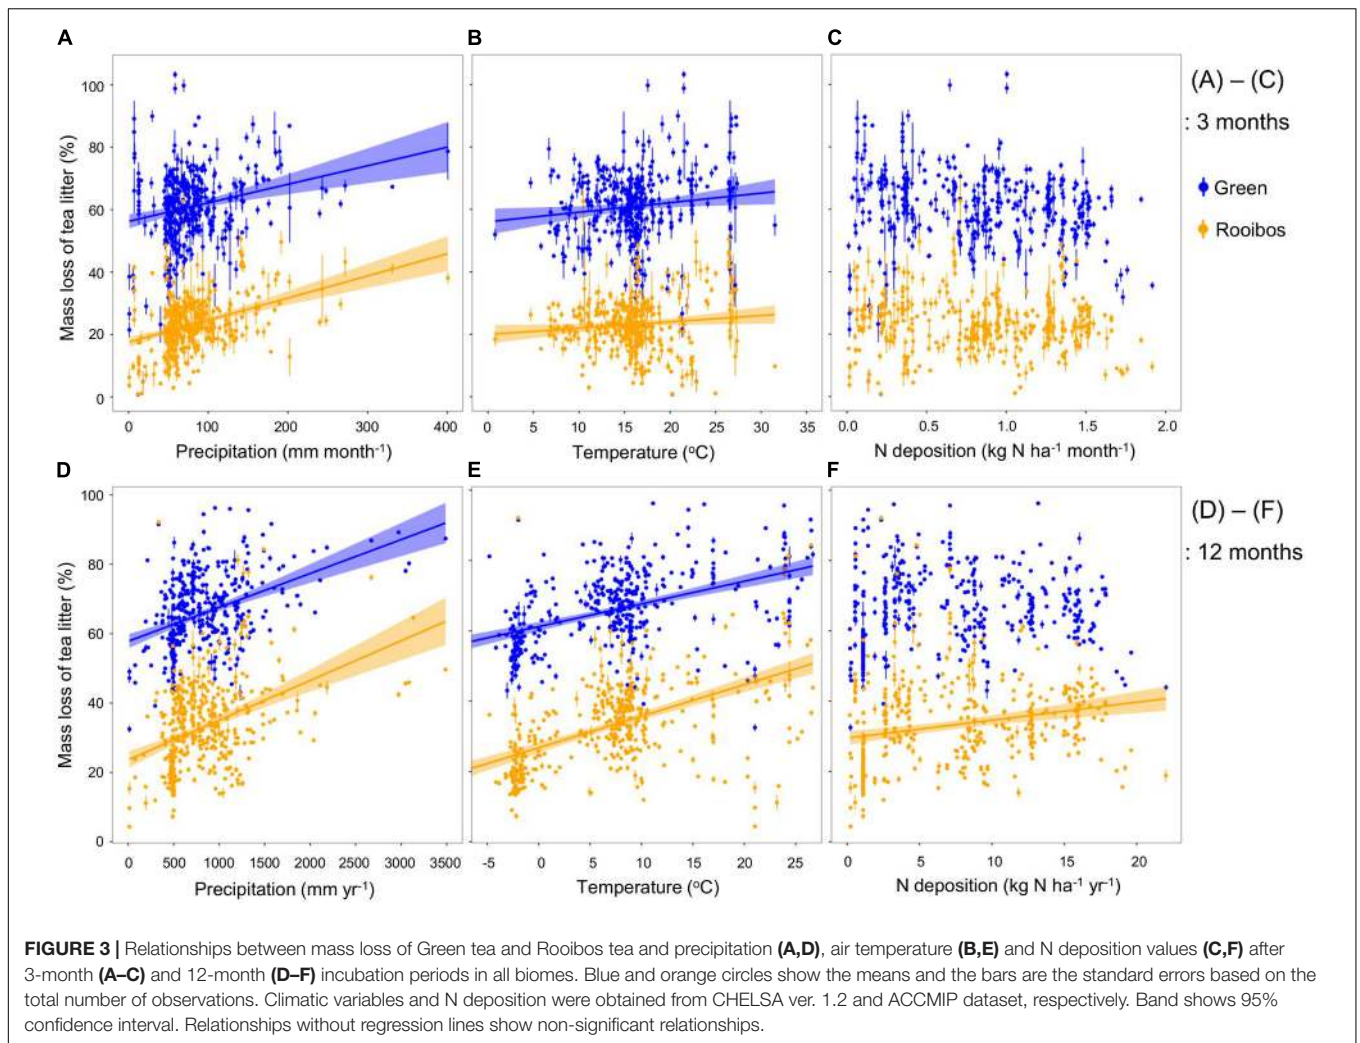 A
B
C
Mass loss of tea litter (%)
100
80
60
40
20
0
0
100
200
300
400
Precipitation (mm month-1)
0
5
10
15
20
25
30
35
Temperature (oC)
0.0
0.5
1.0
1.5
2.0
N deposition (kg N ha-1 month-1)
(A) – (C)
: 3 months
Green
Rooibos
D
E
F
Mass loss of tea litter (%)
100
80
60
40
20
0
0
500
1000
1500
2000
2500
3000
3500
Precipitation (mm yr-1)
-5
0
5
10
15
20
25
Temperature (oC)
0
5
10
15
20
N deposition (kg N ha-1 yr-1)
(D) – (F)
: 12 months
FIGURE 3 | Relationships between mass loss of Green tea and Rooibos tea and precipitation (A,D), air temperature (B,E) and N deposition values (C,F) after
3-month (A–C) and 12-month (D–F) incubation periods in all biomes. Blue and orange circles show the means and the bars are the standard errors based on the
total number of observations. Climatic variables and N deposition were obtained from CHELSA ver. 1.2 and ACCMIP dataset, respectively. Band shows 95%
confidence interval. Relationships without regression lines show non-significant relationships.